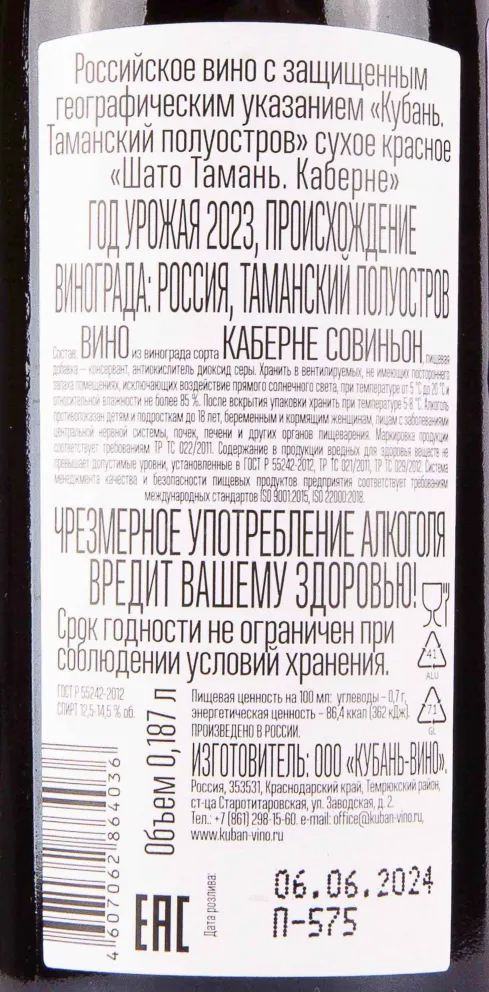 Российское вино с защищенным
географическим указанием «Кубань.
Таманский полуостров» сухое красное
«Шато Тамань. Каберне»
ГОД УРОЖАЯ 2023, ПРОИСХОЖДЕНИЕ
ВИНОГРАДА: РОССИЯ, ТАМАНСКИЙ ПОЛУОСТРОВ
Состав: ВИНО из винограда сорта КАБЕРНЕ СОВИНЬОН, пищевая
добавка – консервант, антиокислитель диоксид серы. Хранить в вентилируемых, не имеющих постороннего
запаха помещениях, исключающих воздействие прямого солнечного света, при температуре от 5 °С до 20 °С и
относительной влажности не более 85 %. После вскрытия упаковки хранить при температуре 5-8 °С. Алкоголь
противопоказан детям и подросткам до 18 лет, беременным и кормящим женщинам, лицам с заболеваниями
центральной нервной системы, почек, печени и других органов пищеварения. Маркировка продукции
соответствует требованиям ТР ТС 022/2011. Содержание в продукции вредных для здоровья веществ не
превышает допустимые уровни, установленные в ГОСТ Р 55242-2012, ТР ТС 021/2011, ТР ТС 029/2012. Система
менеджмента качества и безопасности пищевых продуктов предприятия соответствует требованиям
международных стандартов ISO 9001:2015, ISO 22000:2018.
ЧРЕЗМЕРНОЕ УПОТРЕБЛЕНИЕ АЛКОГОЛЯ
ВРЕДИТ ВАШЕМУ ЗДОРОВЬЮ!
Срок годности не ограничен при
соблюдении условий хранения.
41
ALU
71
GL
ГОСТ Р 55242-2012
СПИРТ 12,5-14,5 % об.
Объем 0,187 л
Пищевая ценность на 100 мл: углеводы – 0,7 г,
энергетическая ценность – 86,4 ккал (362 кДж).
ПРОИЗВЕДЕНО В РОССИИ.
ИЗГОТОВИТЕЛЬ: ООО «КУБАНЬ-ВИНО»,
Россия, 353531, Краснодарский край, Темрюкский район,
ст-ца Старотитаровская, ул. Заводская, д. 2.
Тел.: +7 (861) 298-15-60. e-mail: office@kuban-vino.ru,
www.kuban-vino.ru
4 607062 864036
EAC
Дата розлива:
06.06.2024
П-575